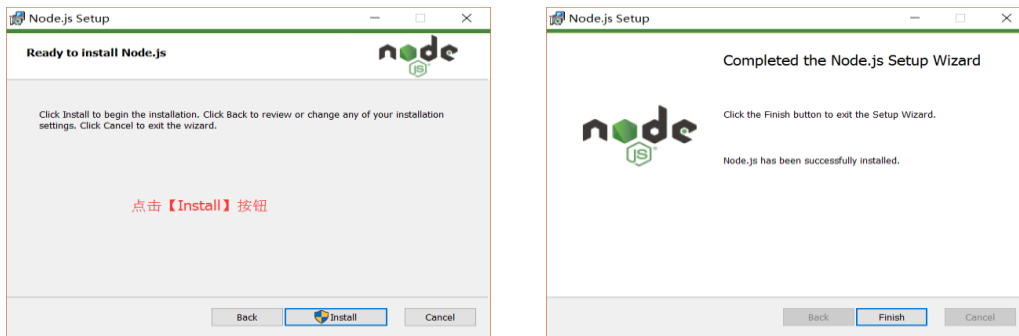 Node.js Setup
Ready to install Node.js
node
JS
Click Install to begin the installation. Click Back to review or change any of your installation
settings. Click Cancel to exit the wizard.
点击【Install】按钮
Back
Install
Cancel
Node.js Setup
Completed the Node.js Setup Wizard
node
JS
Click the Finish button to exit the Setup Wizard.
Node.js has been successfully installed.
Back
Finish
Cancel